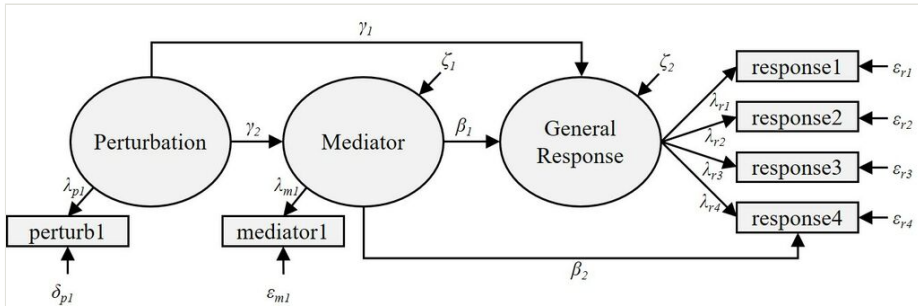 γ1
ζ1
ζ2
Perturbation
γ2
Mediator
β1
General
Response
λp1
λm1
λr1
λr2
λr3
λr4
response1
response2
response3
response4
εr1
εr2
εr3
εr4
perturb1
mediator1
β2
δp1
εm1